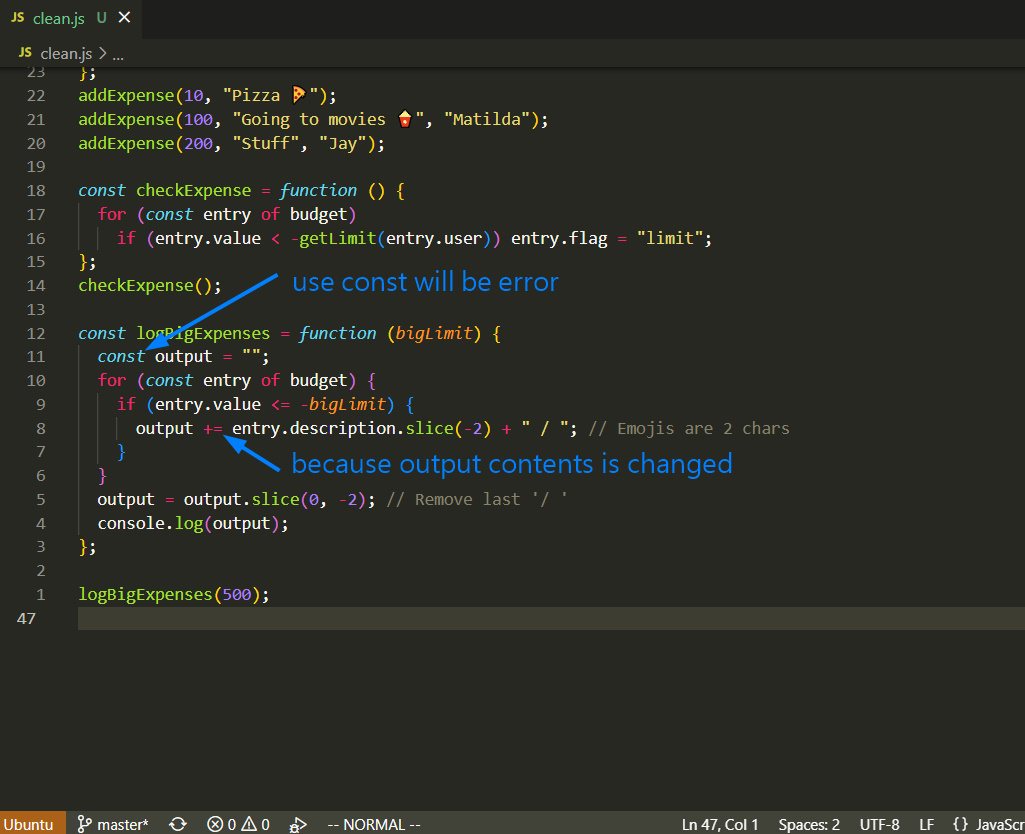 JS clean.js U ✕
JS clean.js > ...
23 };
22 addExpense(10, "Pizza 🍕");
21 addExpense(100, "Going to movies 🍿", "Matilda");
20 addExpense(200, "Stuff", "Jay");
19
18 const checkExpense = function () {
17 for (const entry of budget)
16 if (entry.value < -getLimit(entry.user)) entry.flag = "limit";
15 };
14 checkExpense();
use const will be error
13
12 const logBigExpenses = function (bigLimit) {
11 const output = "";
10 for (const entry of budget) {
9 if (entry.value <= -bigLimit) {
8 output += entry.description.slice(-2) + " / "; // Emojis are 2 chars
7 }
because output contents is changed
6 }
5 output = output.slice(0, -2); // Remove last '/ '
4 console.log(output);
3 };
2
1 logBigExpenses(500);
47
Ubuntu master* 0 0 -- NORMAL -- Ln 47, Col 1 Spaces: 2 UTF-8 LF {} JavaScr